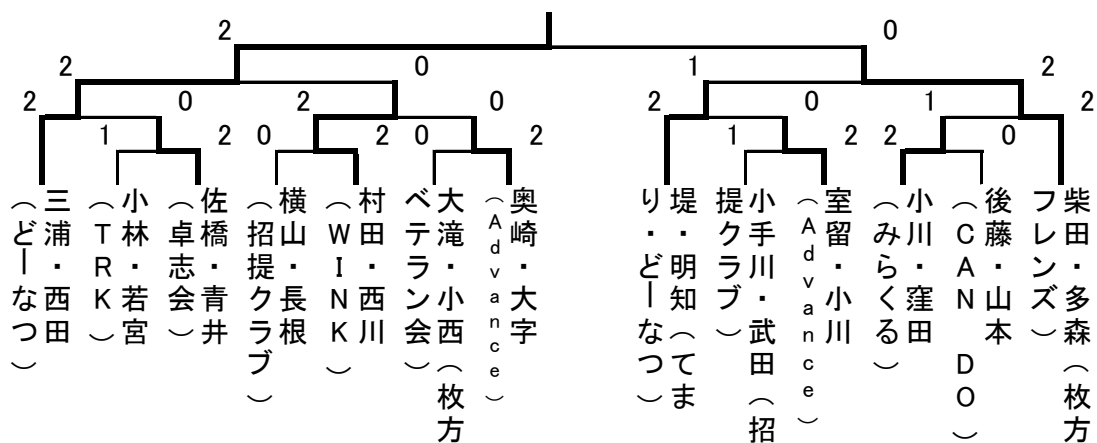 2 0
2 0 1 2
2 0 2 0 2 0 1 2
1 2 0 2 0 2 1 2 2 0
三浦・西田
（どーなつ）
小林・若宮
（TRK）
佐橋・青井
（卓志会）
横山・長根
（招提クラブ）
村田・西川
（WINK）
大滝・小西（枚方
ベテラン会）
奥崎・大字
（Advance）
堤・明知（てま
り・どーなつ）
小手川・武田（招
提クラブ）
室留・小川
（Advance）
小川・窪田
（みらくる）
後藤・山本
（CAN DO）
柴田・多森（枚方
フレンズ）